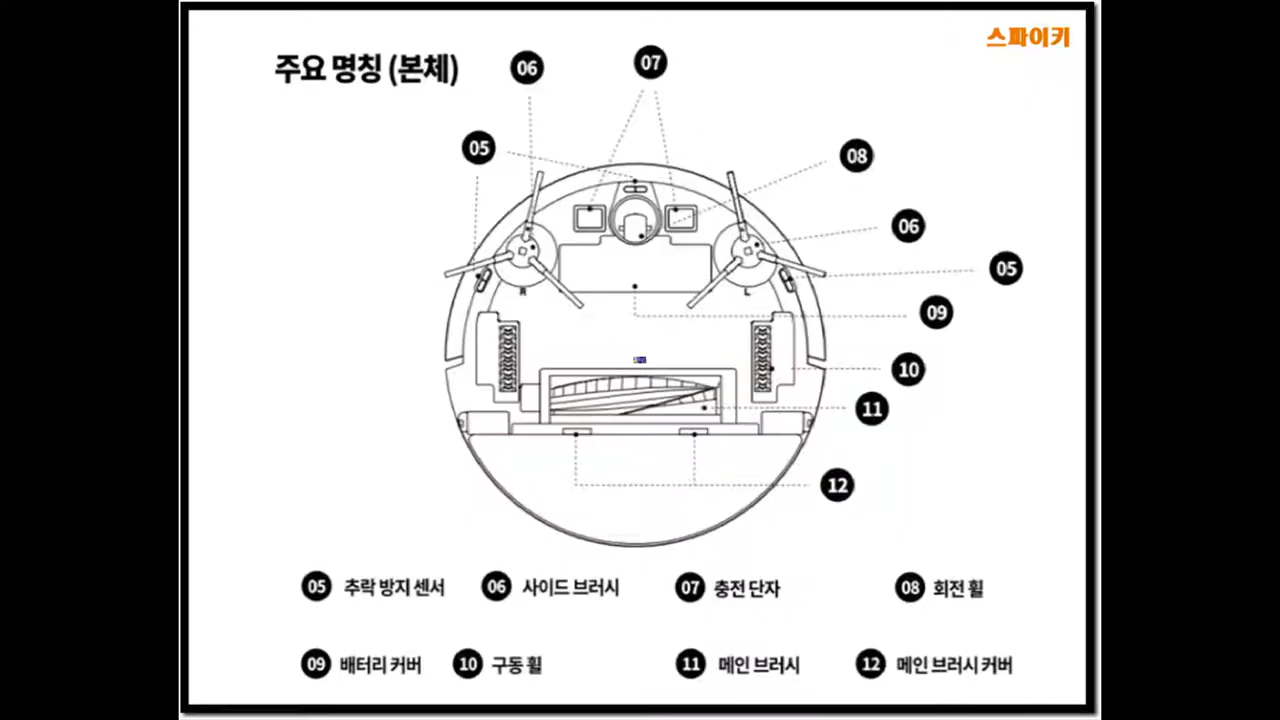 스파이키
주요 명칭 (본체)
06
07
05
08
06
05
R
L
09
10
11
12
05 추락 방지 센서
06 사이드 브러시
07 충전 단자
08 회전 휠
09 배터리 커버
10 구동 휠
11 메인 브러시
12 메인 브러시 커버